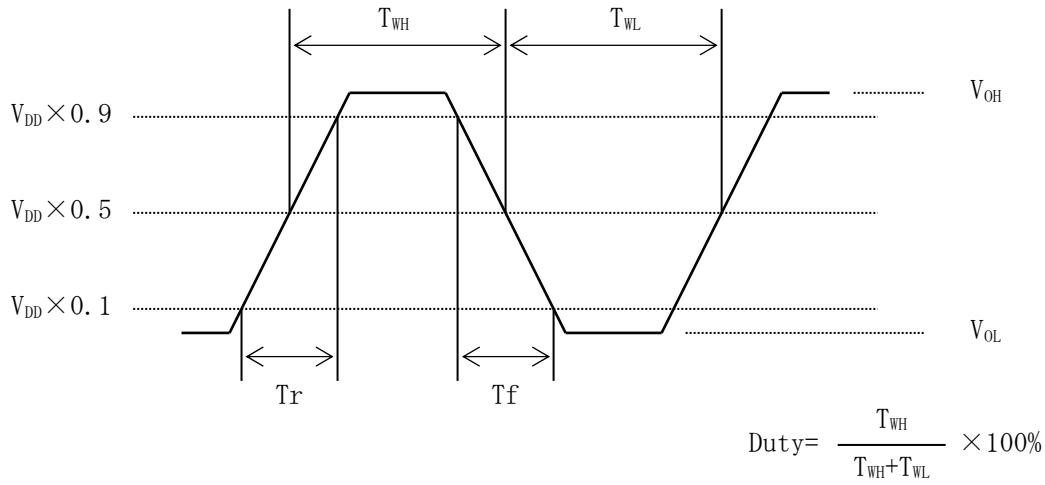 T_WH T_WL
V_OH
V_DD×0.9
V_DD×0.5
V_DD×0.1
V_OL
Tr Tf
Duty= T_WH / T_WH+T_WL ×100%